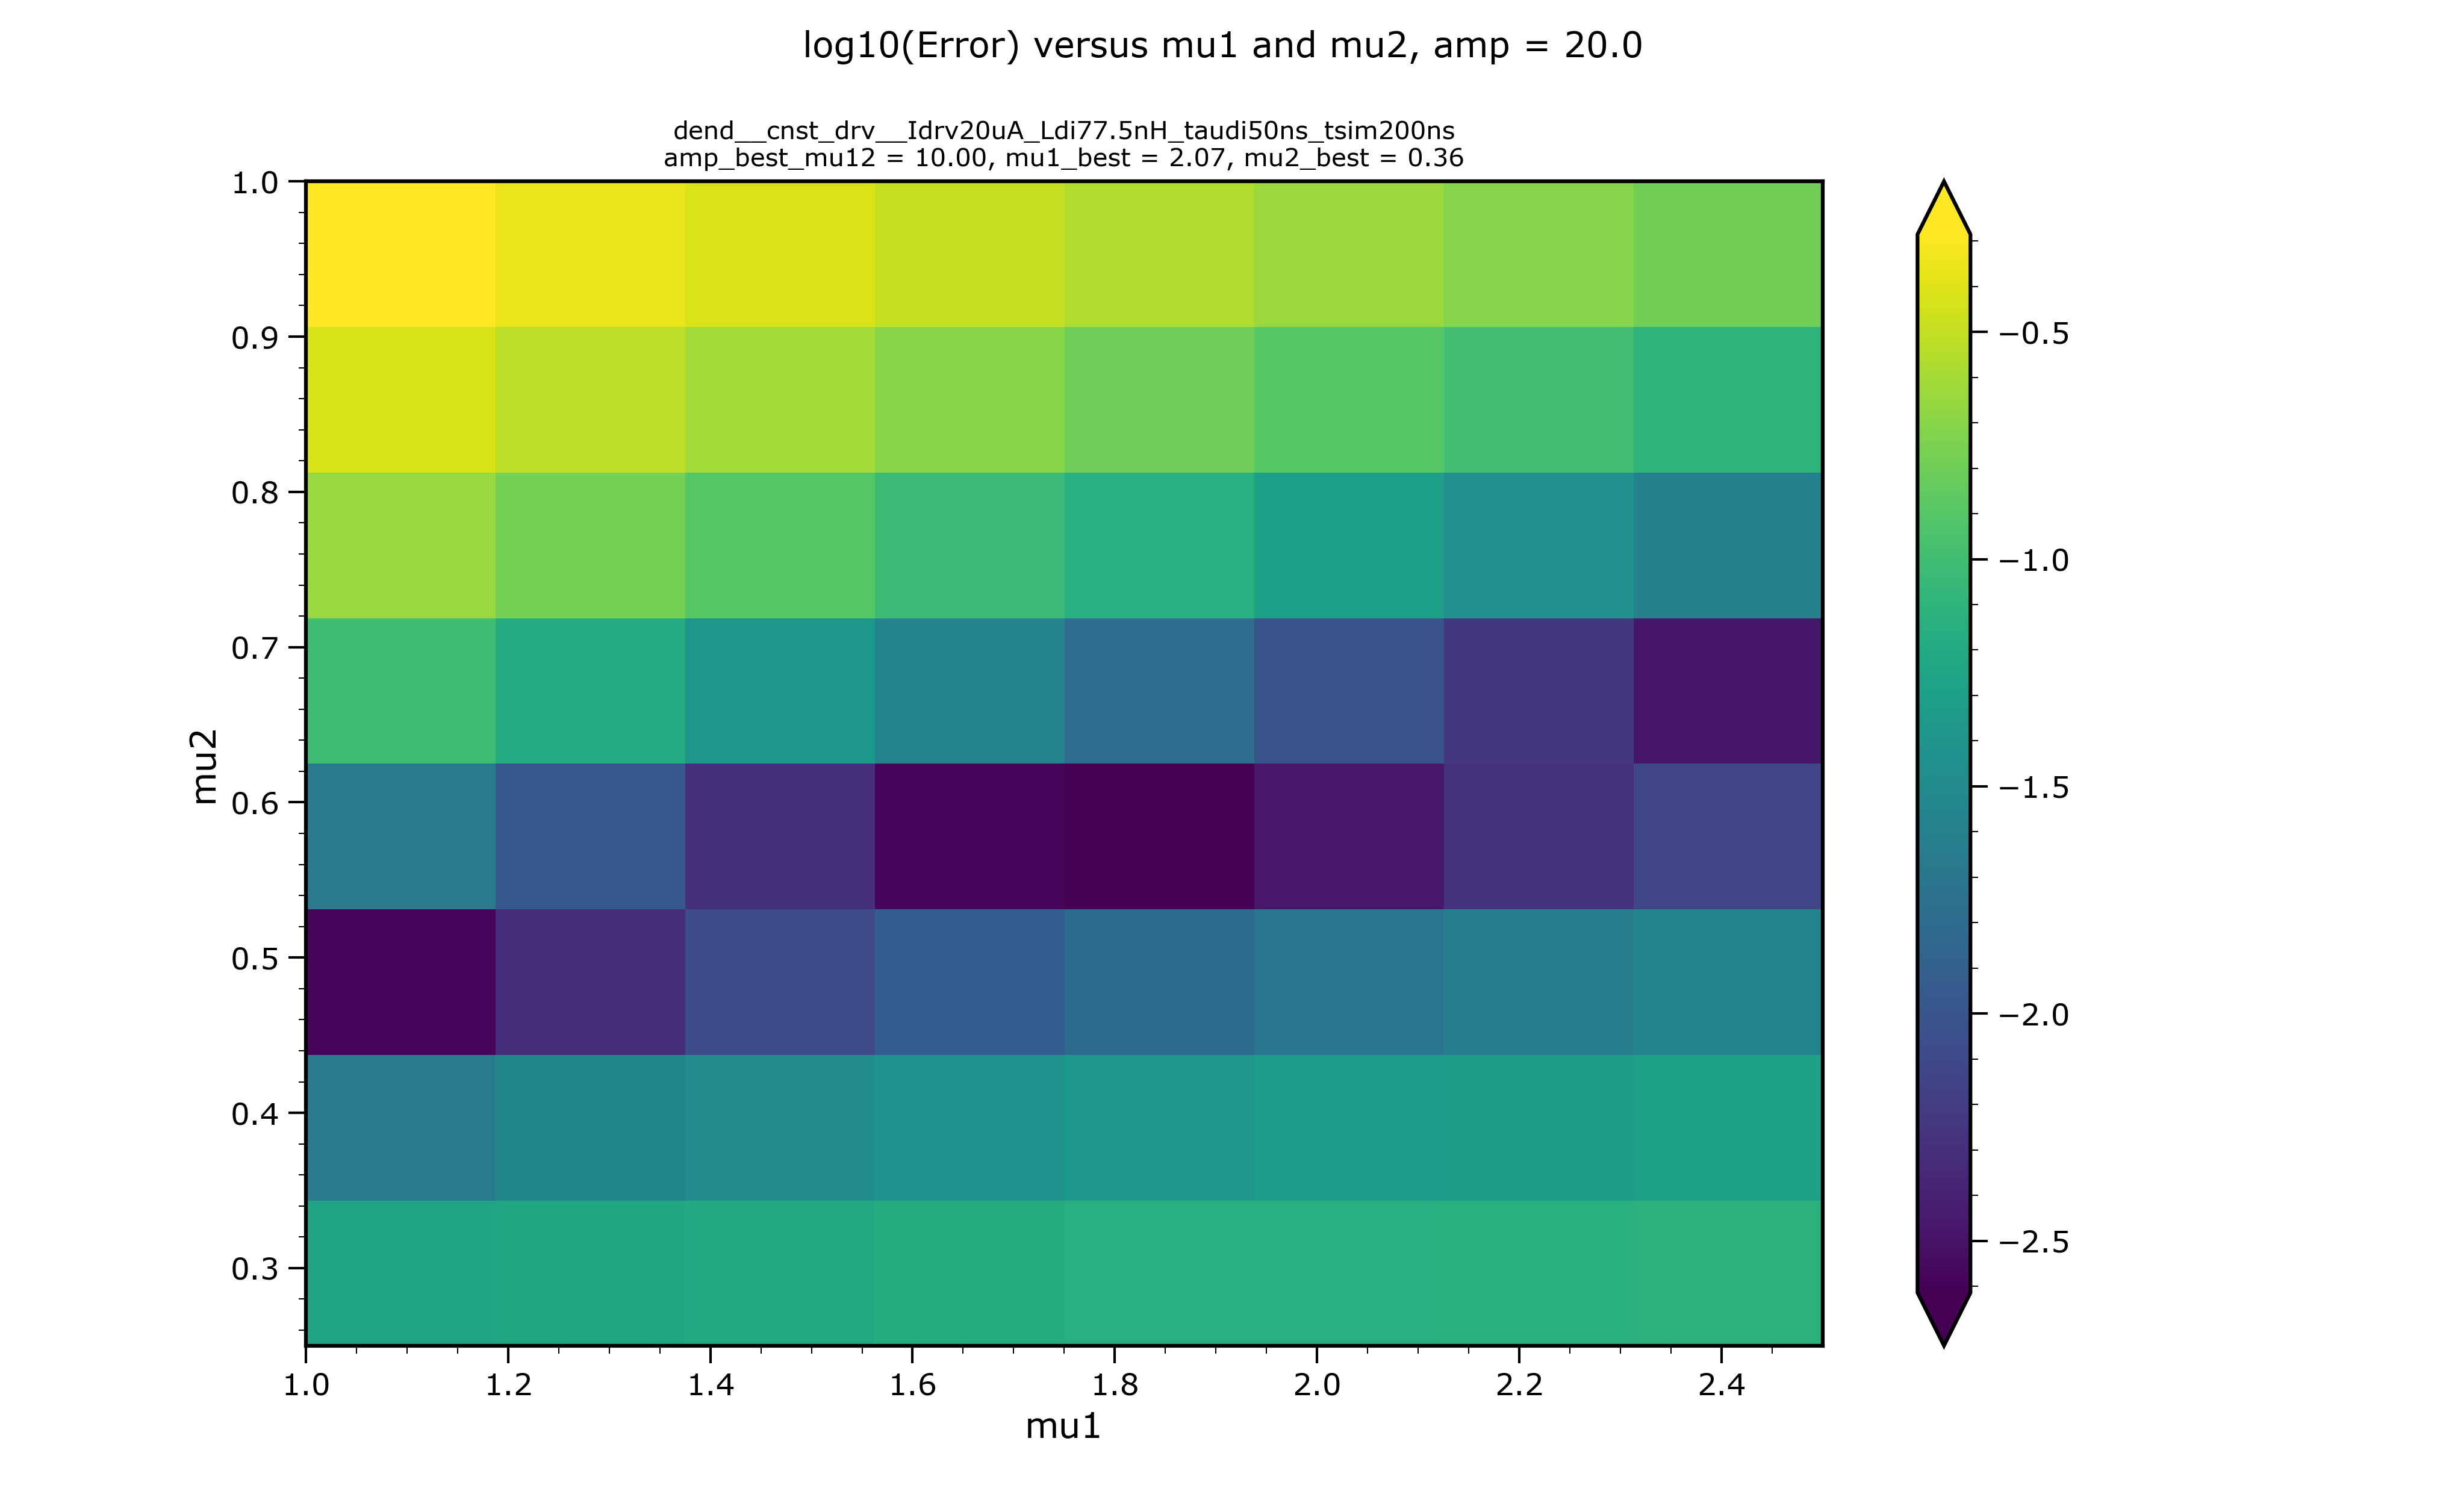 log10(Error) versus mu1 and mu2, amp = 20.0
dend__cnst_drv__Idrv20uA_Ldi77.5nH_taudi50ns_tsim200ns
amp_best_mu12 = 10.00, mu1_best = 2.07, mu2_best = 0.36
1.0
0.9
0.8
0.7
0.6
0.5
0.4
0.3
mu2
1.0 1.2 1.4 1.6 1.8 2.0 2.2 2.4
mu1
−0.5
−1.0
−1.5
−2.0
−2.5